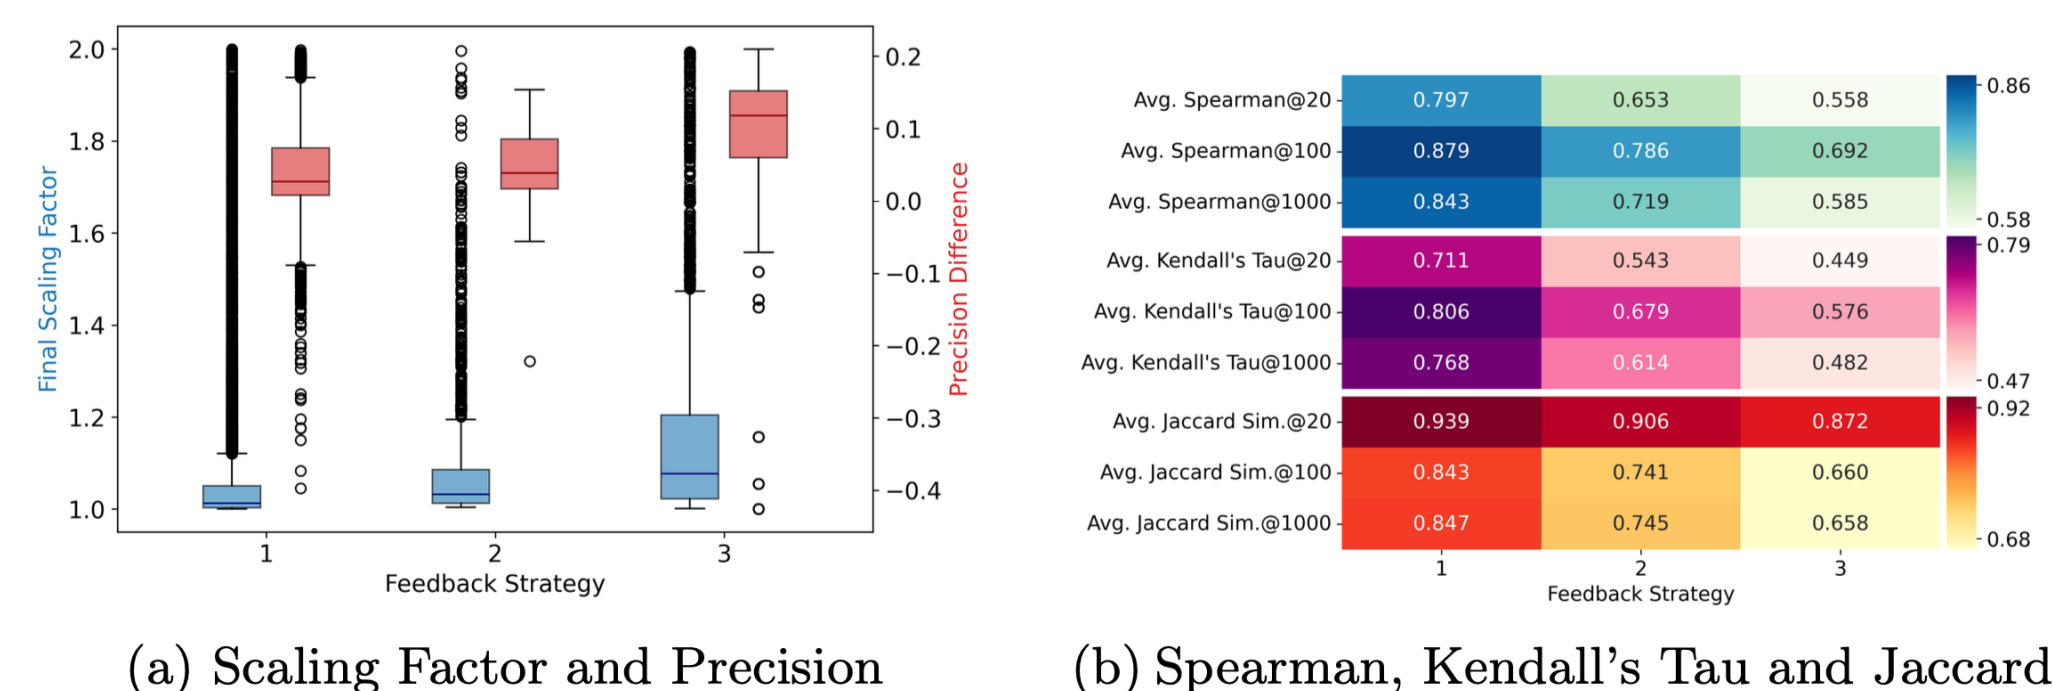 2.0
1.8
1.6
1.4
1.2
1.0
Final Scaling Factor
0.2
0.1
0.0
−0.1
−0.2
−0.3
−0.4
Precision Difference
1 2 3
Feedback Strategy
(a) Scaling Factor and Precision
Avg. Spearman@20 0.797 0.653 0.558
Avg. Spearman@100 0.879 0.786 0.692
Avg. Spearman@1000 0.843 0.719 0.585
0.86
0.58
Avg. Kendall's Tau@20 0.711 0.543 0.449
Avg. Kendall's Tau@100 0.806 0.679 0.576
Avg. Kendall's Tau@1000 0.768 0.614 0.482
0.79
0.47
Avg. Jaccard Sim.@20 0.939 0.906 0.872
Avg. Jaccard Sim.@100 0.843 0.741 0.660
Avg. Jaccard Sim.@1000 0.847 0.745 0.658
0.92
0.68
1 2 3
Feedback Strategy
(b) Spearman, Kendall's Tau and Jaccard